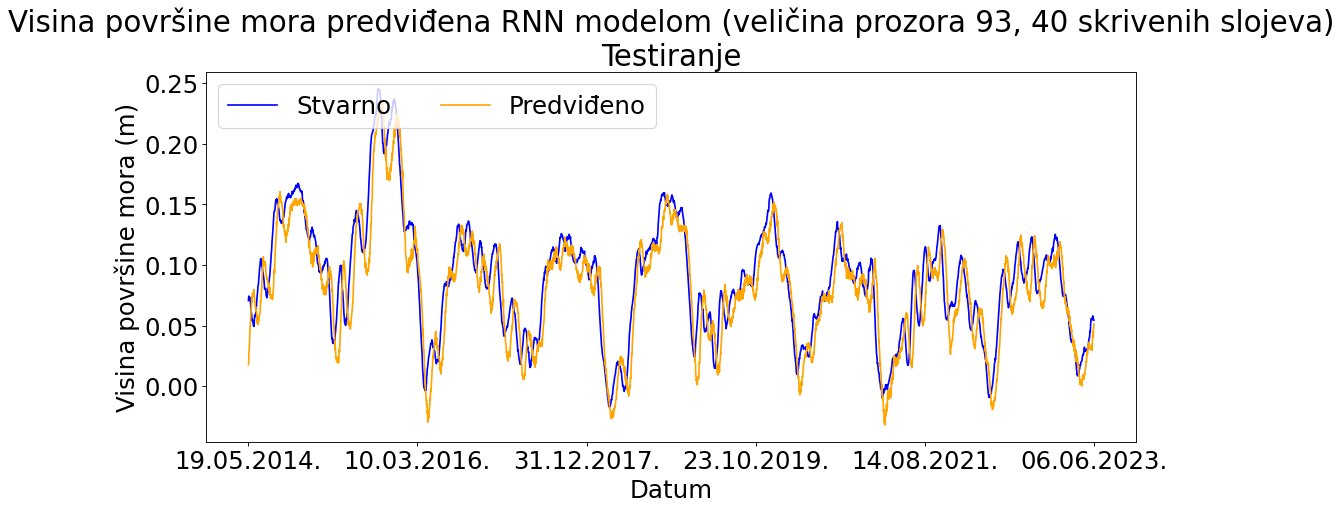 Visina površine mora predviđena RNN modelom (veličina prozora 93, 40 skrivenih slojeva)
Testiranje
Stvarno
Predviđeno
Visina površine mora (m)
0.25
0.20
0.15
0.10
0.05
0.00
19.05.2014.
10.03.2016.
31.12.2017.
23.10.2019.
14.08.2021.
06.06.2023.
Datum